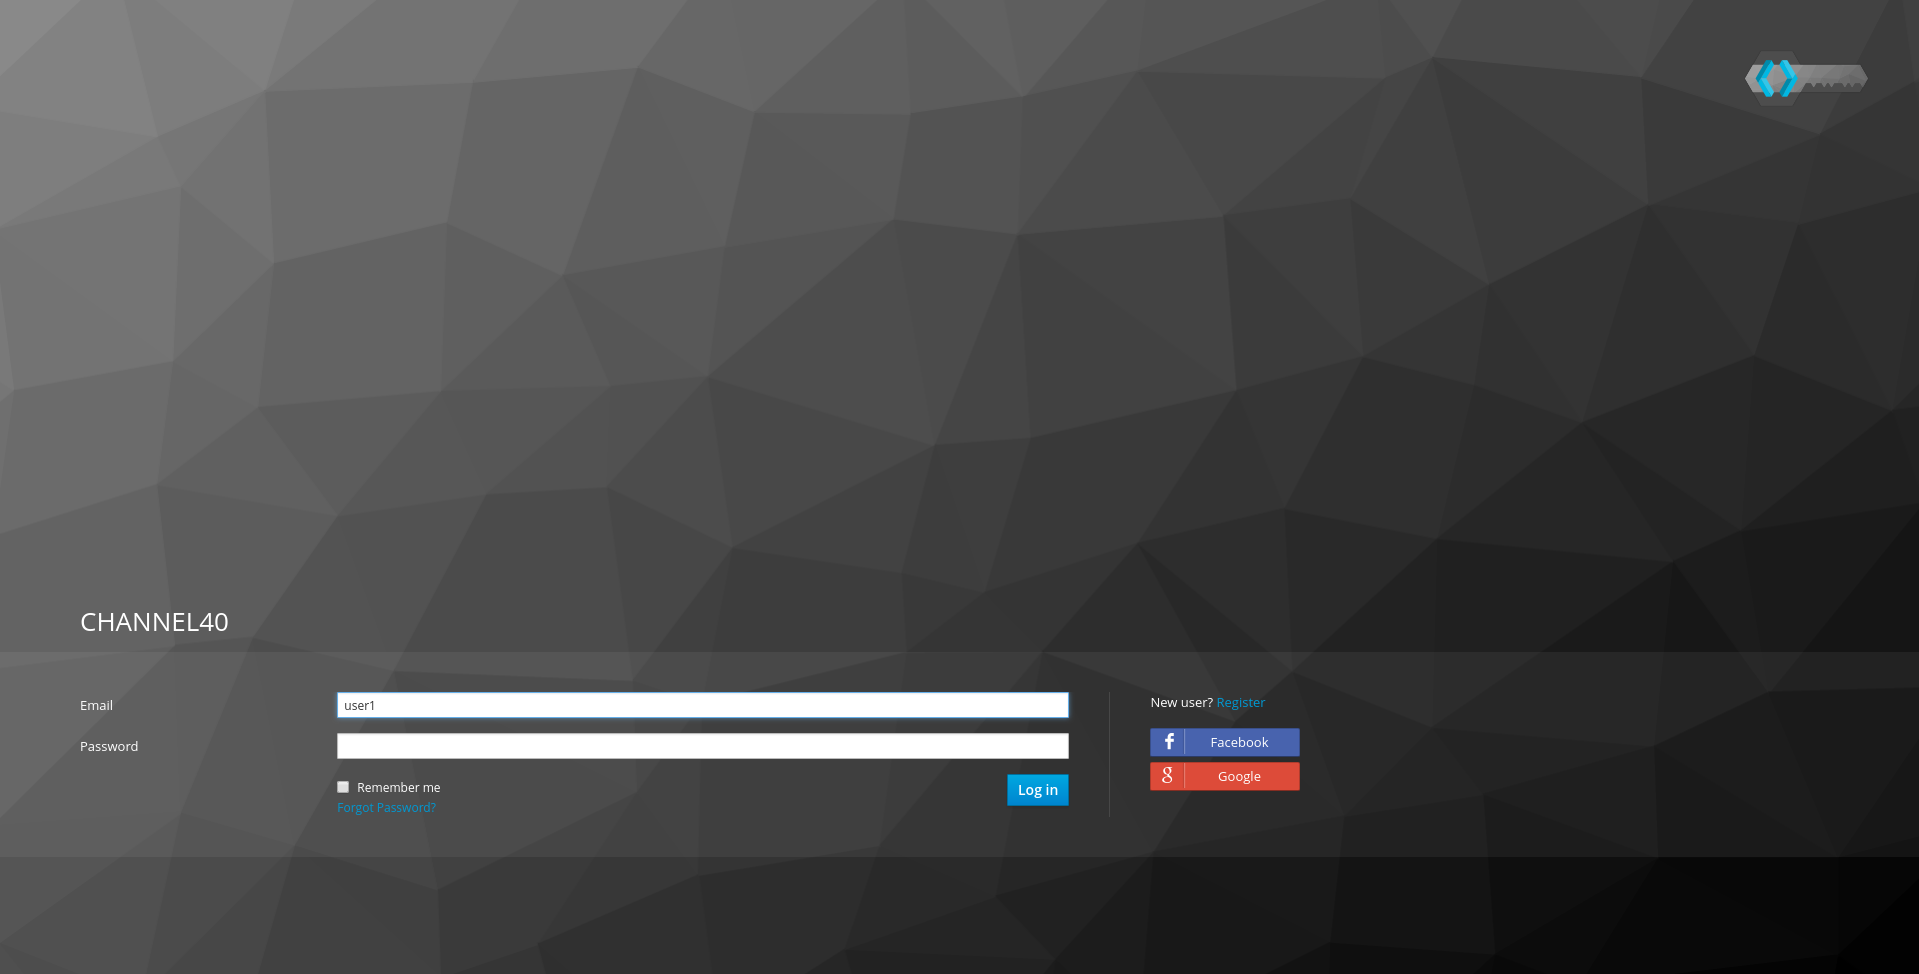 CHANNEL40
Email
user1
Password
Remember me
Forgot Password?
Log in
New user? Register
Facebook
Google